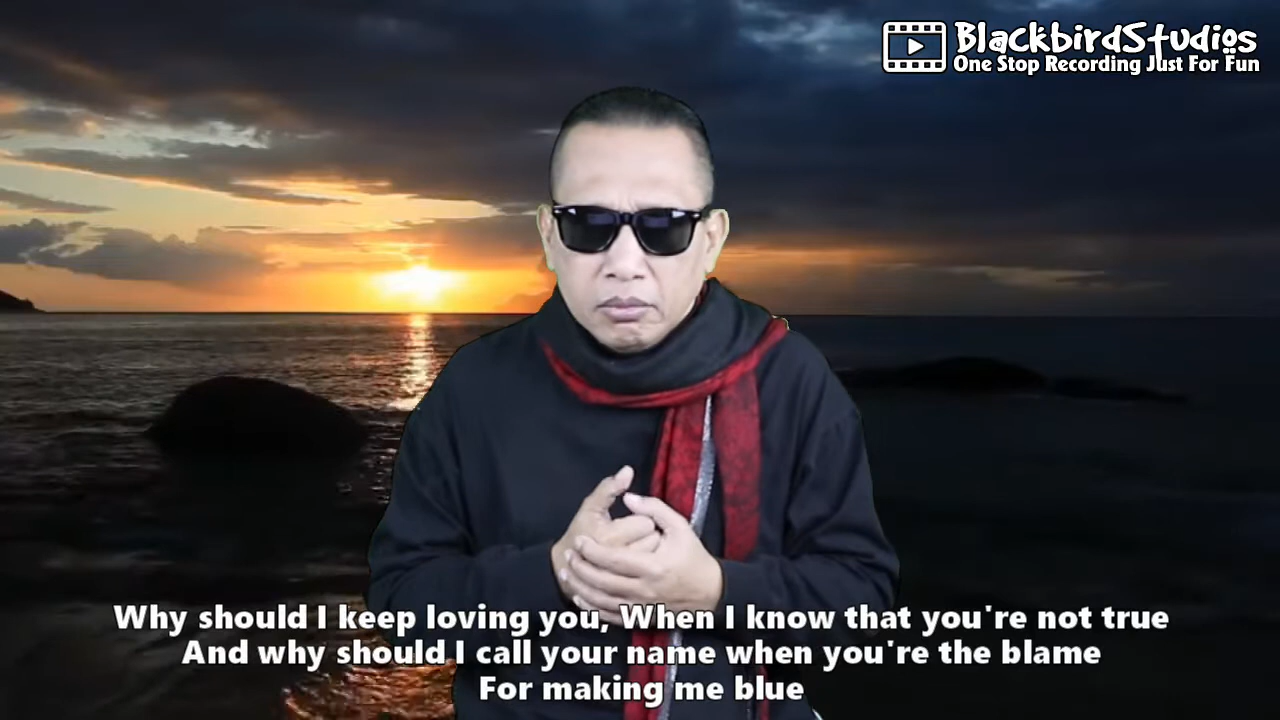 BlackbirdStudios
One Stop Recording Just For Fun
Why should I keep loving you, When I know that you're not true
And why should I call your name when you're the blame
For making me blue